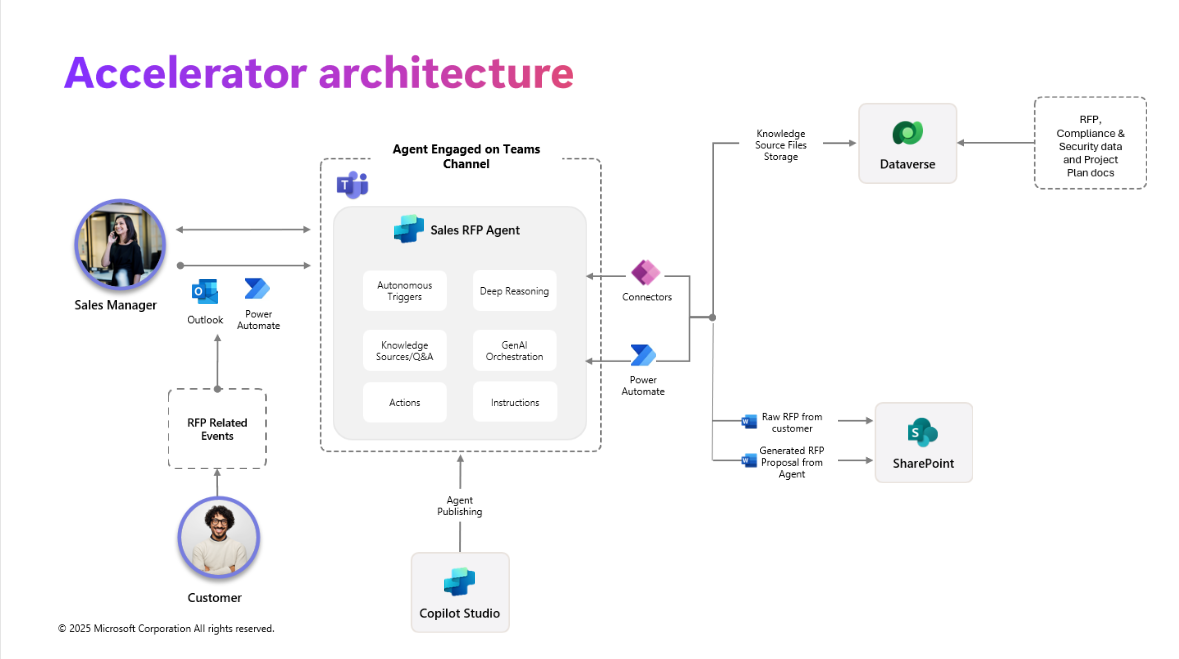 Accelerator architecture
Agent Engaged on Teams
Channel
T
Sales RFP Agent
Autonomous
Triggers
Deep Reasoning
Knowledge
Sources/Q&A
GenAI
Orchestration
Actions
Instructions
Sales Manager
O
Outlook
Power
Automate
RFP Related
Events
Customer
Agent
Publishing
Copilot Studio
Connectors
Power
Automate
Knowledge
Source Files
Storage
Dataverse
RFP,
Compliance &
Security data
and Project
Plan docs
W
Raw RFP from
customer
W
Generated RFP
Proposal from
Agent
S
SharePoint
© 2025 Microsoft Corporation All rights reserved.